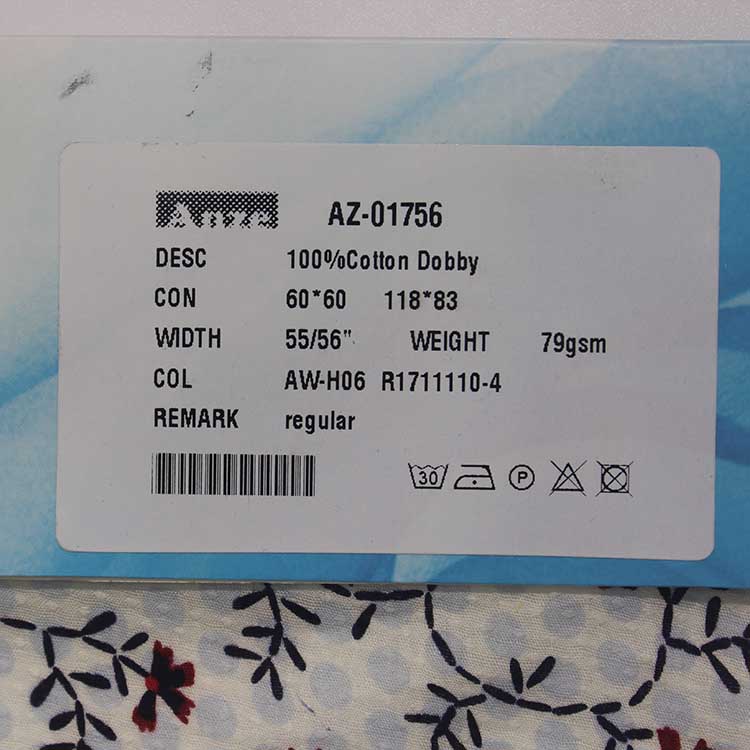 Anze AZ-01756
DESC 100%Cotton Dobby
CON 60*60 118*83
WIDTH 55/56" WEIGHT 79gsm
COL AW-H06 R1711110-4
REMARK regular
30 P